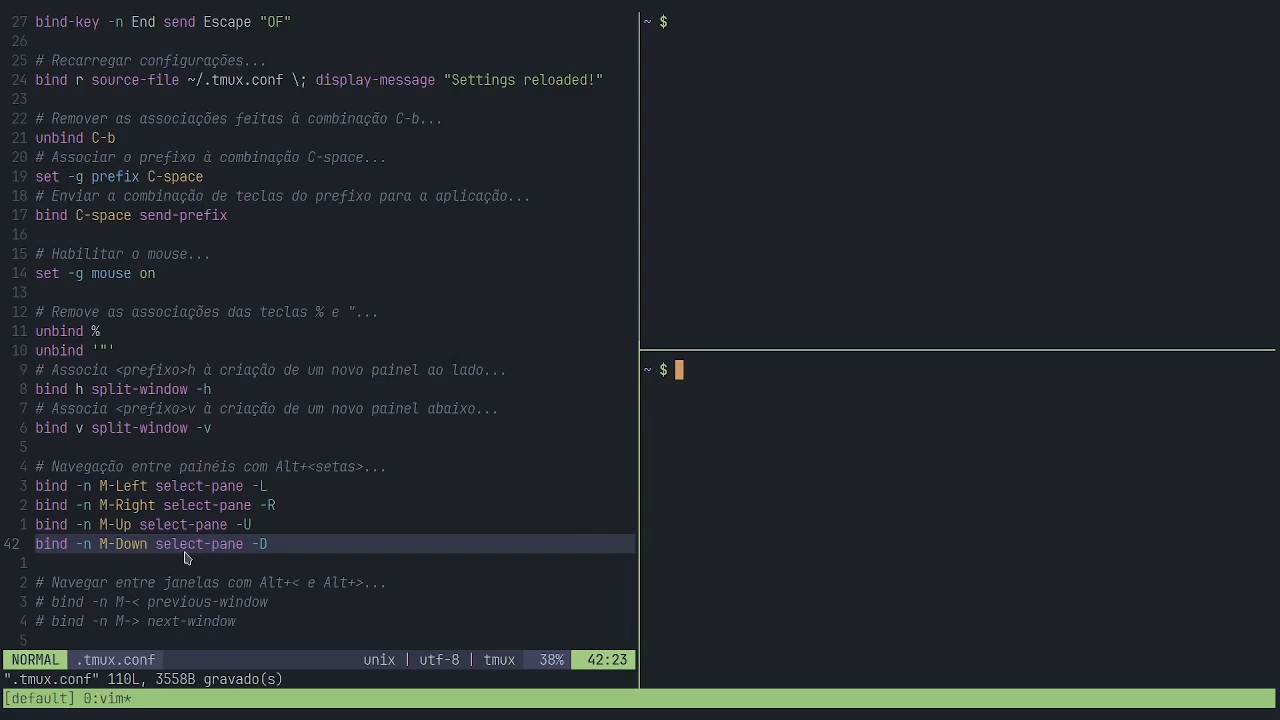 27 bind-key -n End send Escape "OF"
26
25 # Recarregar configurações...
24 bind r source-file ~/.tmux.conf \; display-message "Settings reloaded!"
23
22 # Remover as associações feitas à combinação C-b...
21 unbind C-b
20 # Associar o prefixo à combinação C-space...
19 set -g prefix C-space
18 # Enviar a combinação de teclas do prefixo para a aplicação...
17 bind C-space send-prefix
16
15 # Habilitar o mouse...
14 set -g mouse on
13
12 # Remove as associações das teclas % e "...
11 unbind %
10 unbind '"'
9 # Associa <prefixo>h à criação de um novo painel ao lado...
8 bind h split-window -h
7 # Associa <prefixo>v à criação de um novo painel abaixo...
6 bind v split-window -v
5
4 # Navegação entre painéis com Alt+<setas>...
3 bind -n M-Left select-pane -L
2 bind -n M-Right select-pane -R
1 bind -n M-Up select-pane -U
42 bind -n M-Down select-pane -D
1
2 # Navegar entre janelas com Alt+< e Alt+>...
3 # bind -n M-< previous-window
4 # bind -n M-> next-window
5
NORMAL .tmux.conf unix | utf-8 | tmux 38% 42:23
".tmux.conf" 110L, 3558B gravado(s)
~ $
~ $
[default] 0:vim*